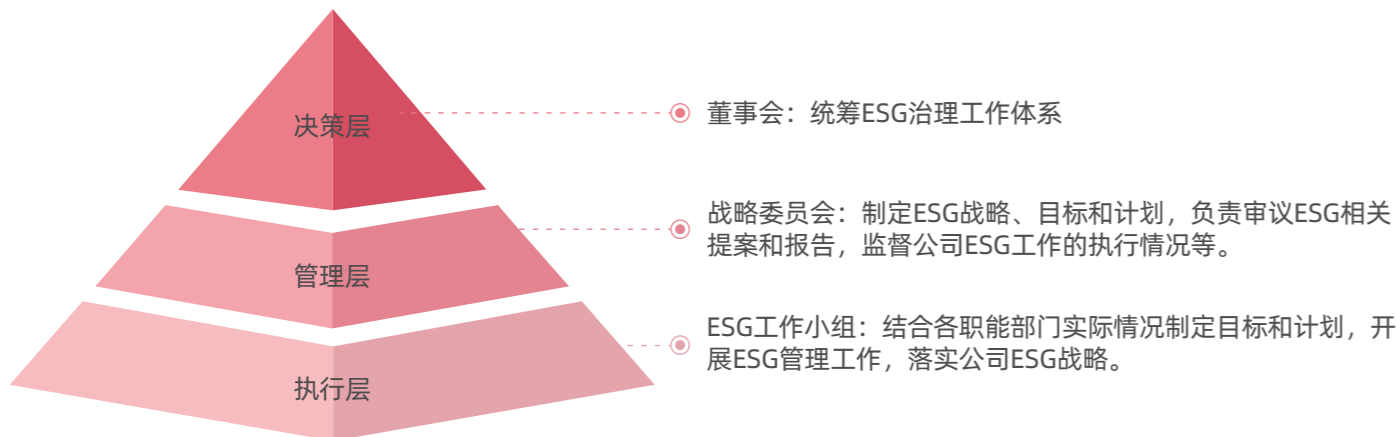 决策层
董事会：统筹ESG治理工作体系
管理层
战略委员会：制定ESG战略、目标和计划，负责审议ESG相关
提案和报告，监督公司ESG工作的执行情况等。
执行层
ESG工作小组：结合各职能部门实际情况制定目标和计划，开
展ESG管理工作，落实公司ESG战略。